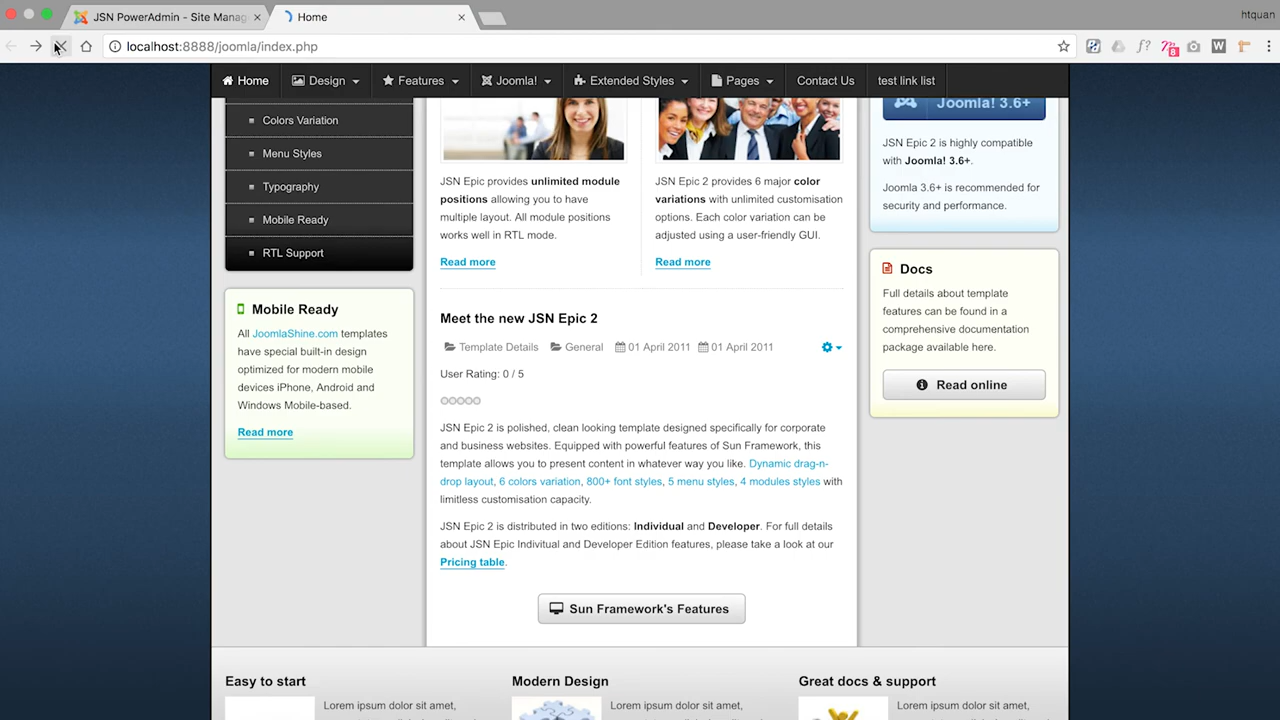 JSN PowerAdmin - Site Manag
Home
htquan
localhost:8888/joomla/index.php
8
W
Home
Design
Features
Joomla!
Extended Styles
Pages
Contact Us
test link list
Colors Variation
Menu Styles
Typography
Mobile Ready
RTL Support
Mobile Ready
All JoomlaShine.com templates
have special built-in design
optimized for modern mobile
devices iPhone, Android and
Windows Mobile-based.
Read more
JSN Epic provides unlimited module
positions allowing you to have
multiple layout. All module positions
works well in RTL mode.
Read more
JSN Epic 2 provides 6 major color
variations with unlimited customisation
options. Each color variation can be
adjusted using a user-friendly GUI.
Read more
Meet the new JSN Epic 2
Template Details General 01 April 2011 01 April 2011
User Rating: 0 / 5
JSN Epic 2 is polished, clean looking template designed specifically for corporate
and business websites. Equipped with powerful features of Sun Framework, this
template allows you to present content in whatever way you like. Dynamic drag-n-
drop layout, 6 colors variation, 800+ font styles, 5 menu styles, 4 modules styles with
limitless customisation capacity.
JSN Epic 2 is distributed in two editions: Individual and Developer. For full details
about JSN Epic Indivitual and Developer Edition features, please take a look at our
Pricing table.
Sun Framework's Features
Joomla! 3.6+
JSN Epic 2 is highly compatible
with Joomla! 3.6+.
Joomla 3.6+ is recommended for
security and performance.
Docs
Full details about template
features can be found in a
comprehensive documentation
package available here.
Read online
Easy to start
Lorem ipsum dolor sit amet,
Modern Design
Lorem ipsum dolor sit amet,
Great docs & support
Lorem ipsum dolor sit amet,